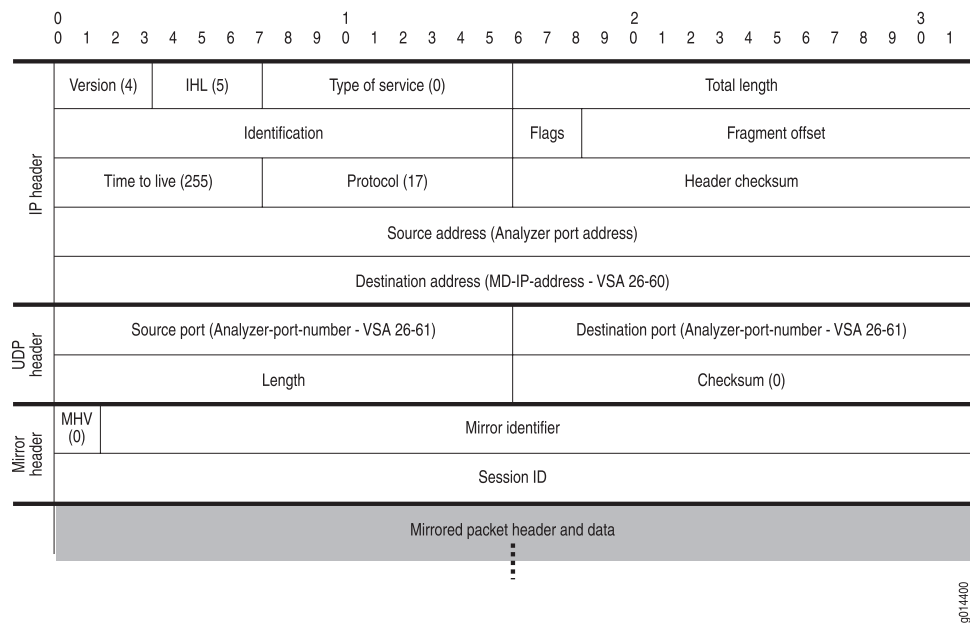 0 1 2 3
0 1 2 3 4 5 6 7 8 9 0 1 2 3 4 5 6 7 8 9 0 1 2 3 4 5 6 7 8 9 0 1
IP header
Version (4) IHL (5) Type of service (0) Total length
Identification Flags Fragment offset
Time to live (255) Protocol (17) Header checksum
Source address (Analyzer port address)
Destination address (MD-IP-address - VSA 26-60)
UDP
header
Source port (Analyzer-port-number - VSA 26-61) Destination port (Analyzer-port-number - VSA 26-61)
Length Checksum (0)
Mirror
header
MHV
(0)
Mirror identifier
Session ID
Mirrored packet header and data
g014400